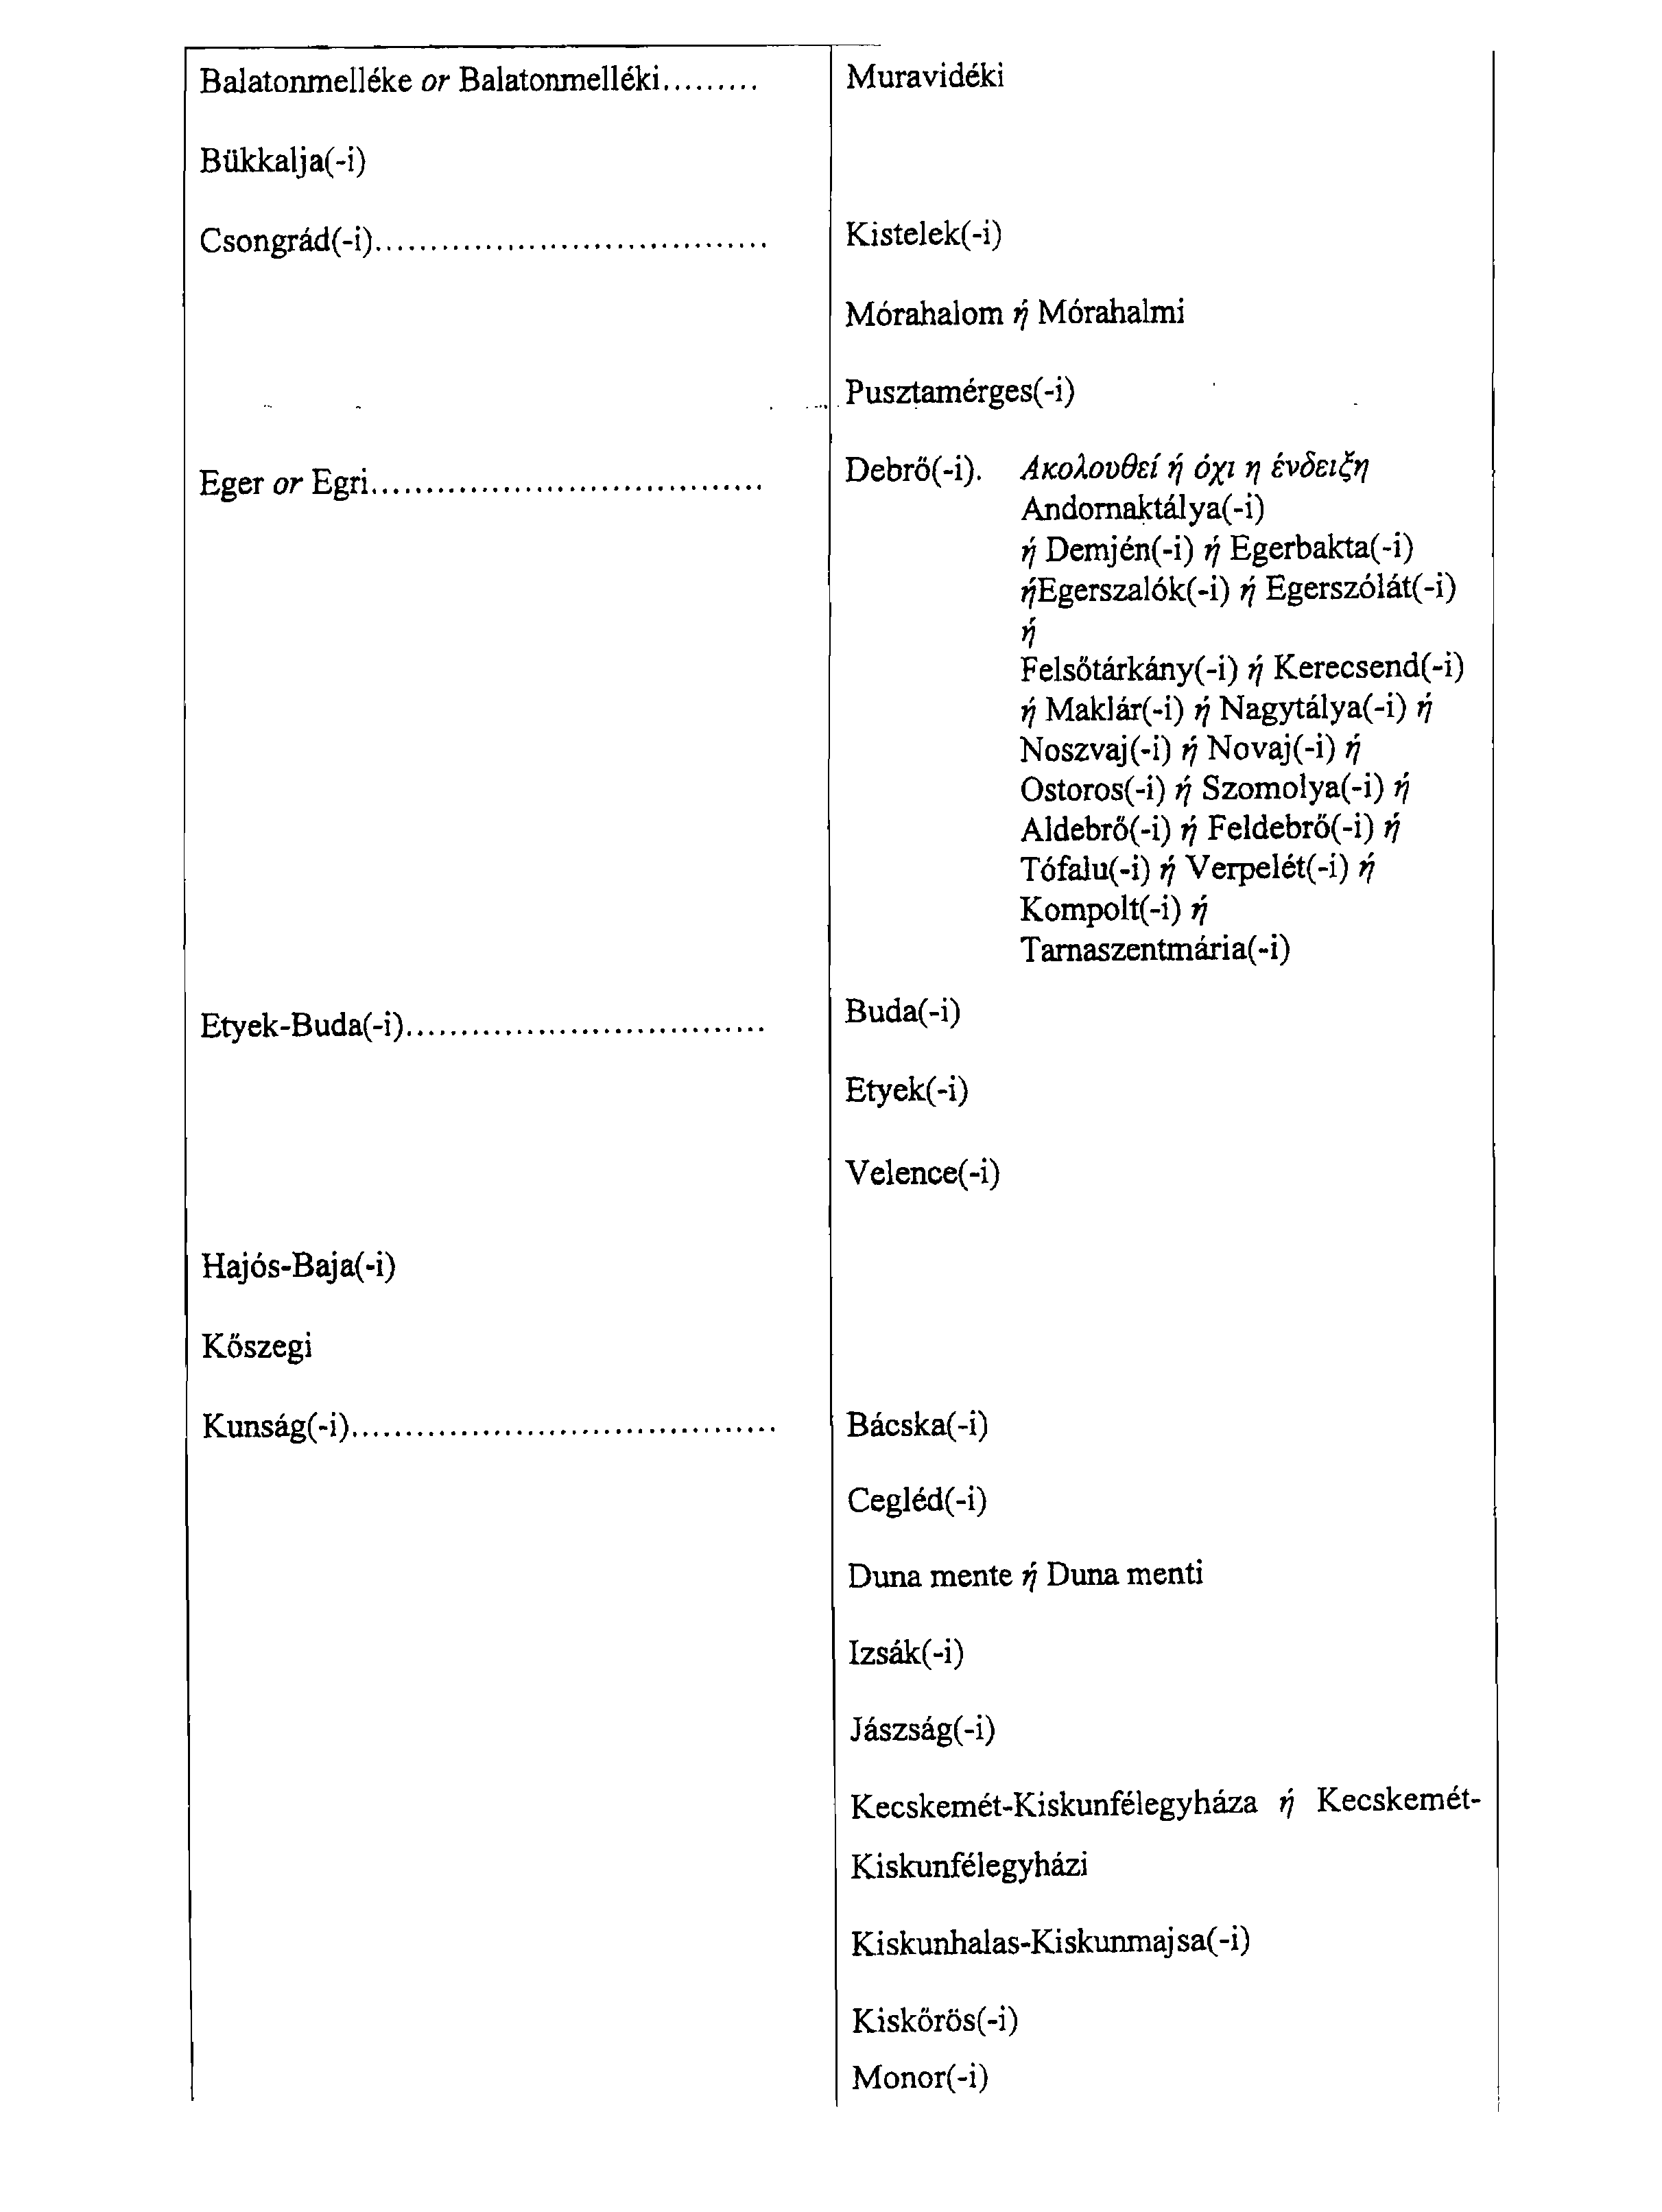 Balatonmelléke or Balatonmelléki......... Muravidéki
Bükkalja(-i)
Csongrád(-i)..................................... Kistelek(-i)
Mórahalom ή Mórahalmi
Pusztamérges(-i)
Eger or Egri..................................... Debrő(-i). Ακολουθεί ή όχι η ένδειξη
Andornaktálya(-i)
ή Demjén(-i) ή Egerbakta(-i)
ήEgerszalók(-i) ή Egerszólát(-i)
ή
Felsőtárkány(-i) ή Kerecsend(-i)
ή Maklár(-i) ή Nagytálya(-i) ή
Noszvaj(-i) ή Novaj(-i) ή
Ostoros(-i) ή Szomolya(-i) ή
Aldebrő(-i) ή Feldebrő(-i) ή
Tófalu(-i) ή Verpelét(-i) ή
Kompolt(-i) ή
Tarnaszentmária(-i)
Etyek-Buda(-i).................................. Buda(-i)
Etyek(-i)
Velence(-i)
Hajós-Baja(-i)
Kőszegi
Kunság(-i)........................................ Bácska(-i)
Cegléd(-i)
Duna mente ή Duna menti
Izsák(-i)
Jászság(-i)
Kecskemét-Kiskunfélegyháza ή Kecskemét-
Kiskunfélegyházi
Kiskunhalas-Kiskunmajsa(-i)
Kiskőrös(-i)
Monor(-i)